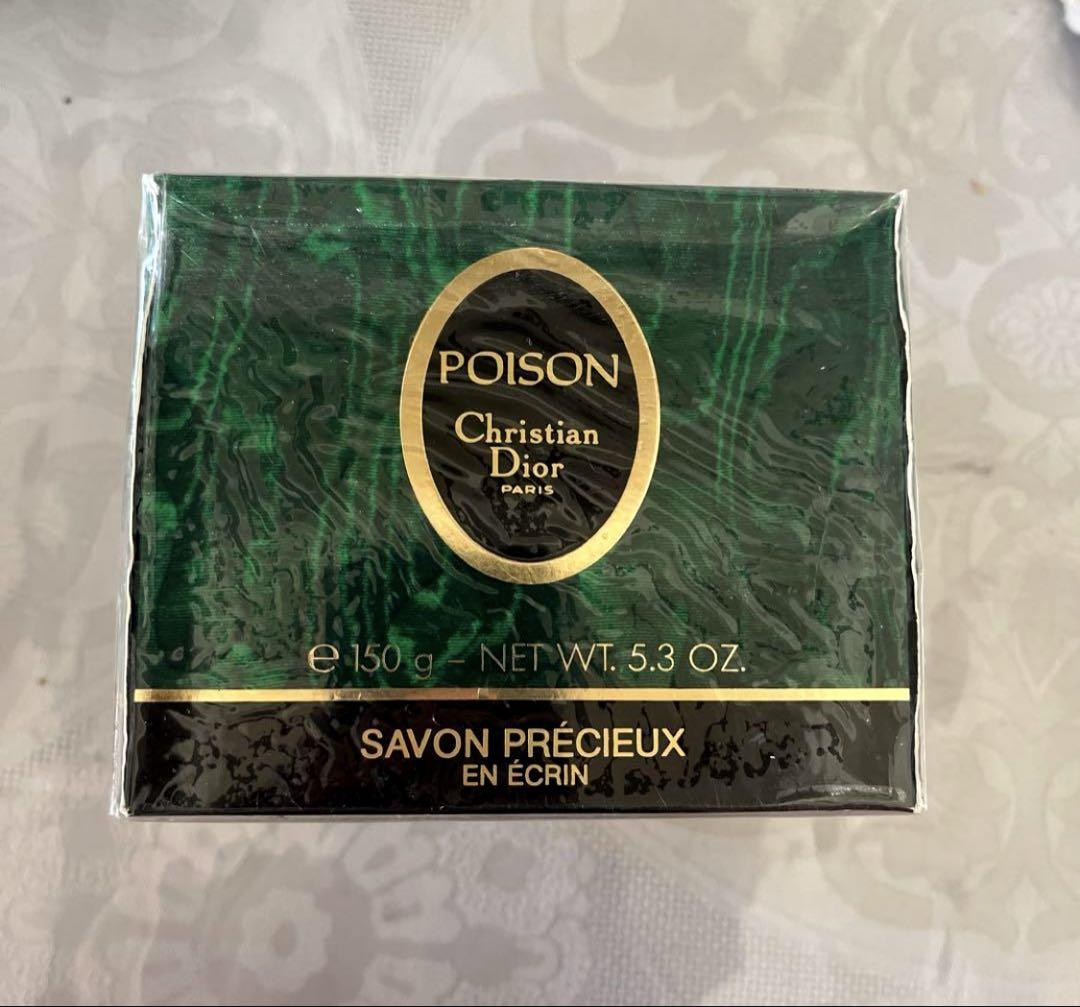 POISON
Christian
Dior
PARIS
℮ 150 g – NET WT. 5.3 OZ.
SAVON PRÉCIEUX
EN ÉCRIN